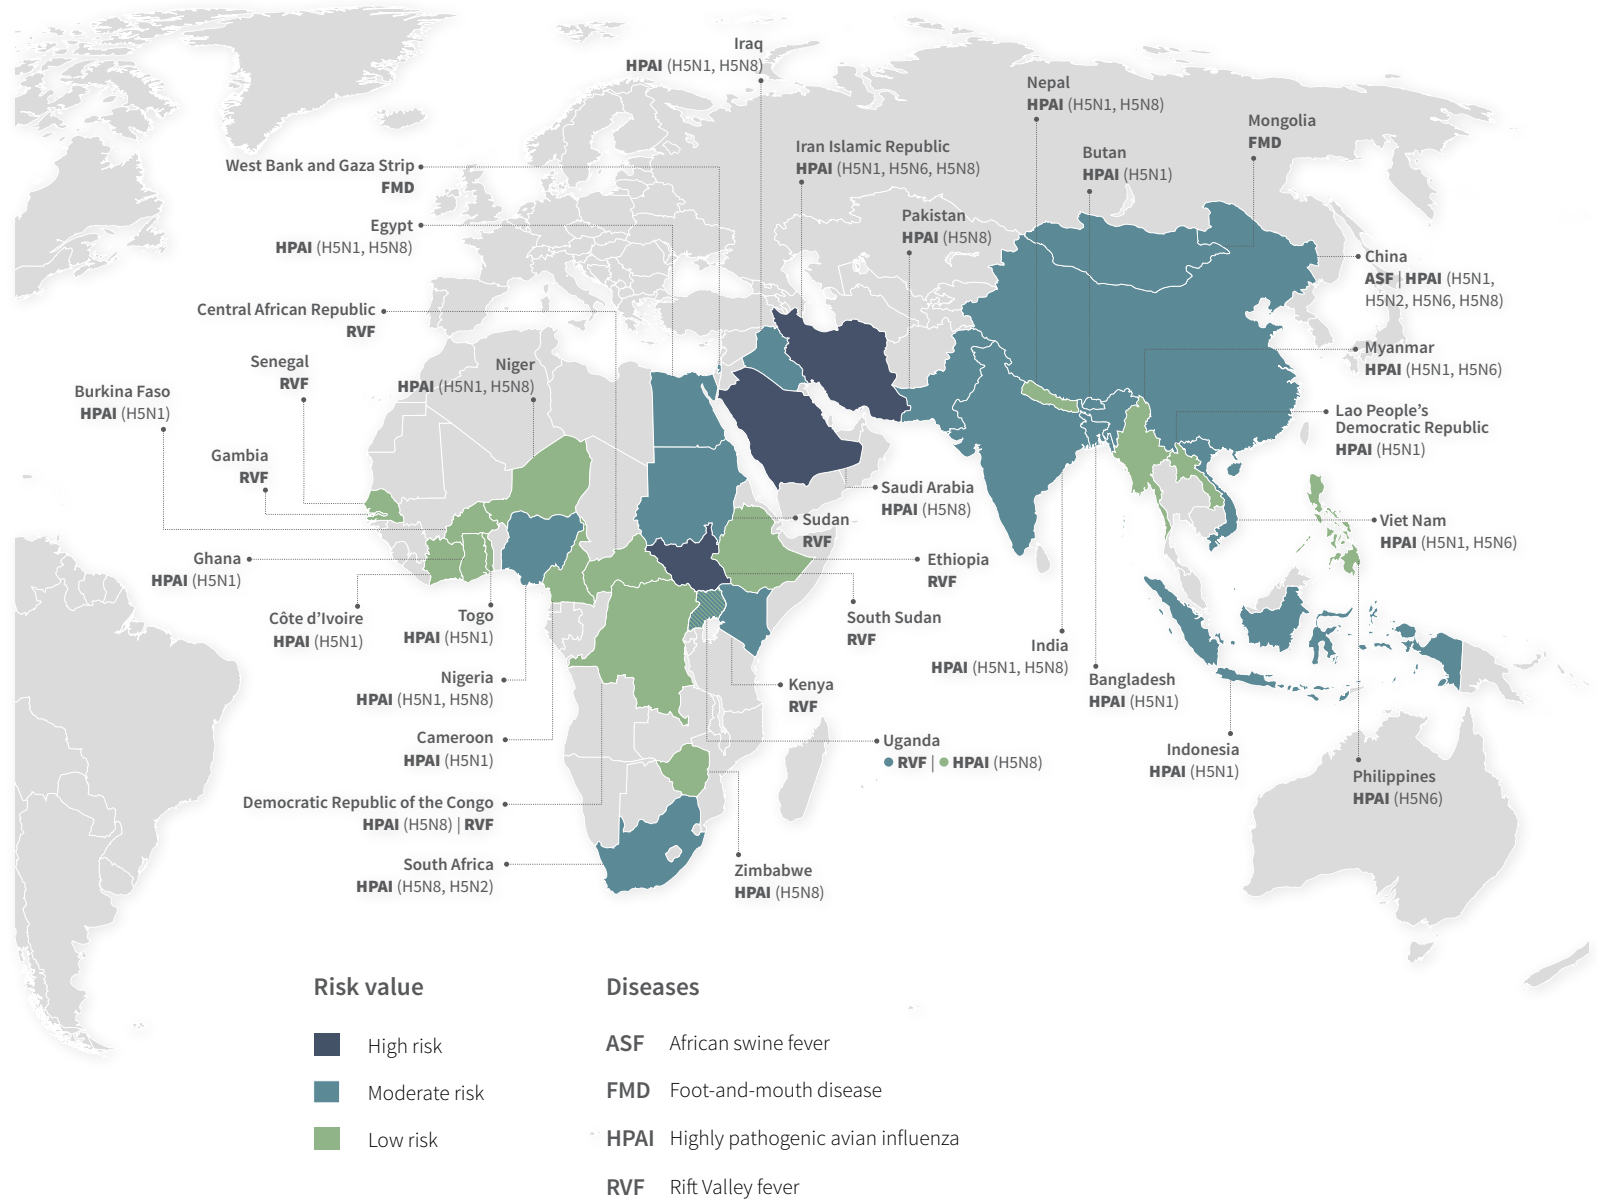 Iraq
HPAI (H5N1, H5N8)
Nepal
HPAI (H5N1, H5N8)
Mongolia
FMD
Iran Islamic Republic
HPAI (H5N1, H5N6, H5N8)
Butan
HPAI (H5N1)
West Bank and Gaza Strip
FMD
Pakistan
HPAI (H5N8)
Egypt
HPAI (H5N1, H5N8)
China
ASF | HPAI (H5N1,
H5N2, H5N6, H5N8)
Central African Republic
RVF
Myanmar
HPAI (H5N1, H5N6)
Senegal
RVF
Niger
HPAI (H5N1, H5N8)
Burkina Faso
HPAI (H5N1)
Lao People's
Democratic Republic
HPAI (H5N1)
Gambia
RVF
Saudi Arabia
HPAI (H5N8)
Sudan
RVF
Viet Nam
HPAI (H5N1, H5N6)
Ghana
HPAI (H5N1)
Ethiopia
RVF
Côte d'Ivoire
HPAI (H5N1)
Togo
HPAI (H5N1)
South Sudan
RVF
India
HPAI (H5N1, H5N8)
Nigeria
HPAI (H5N1, H5N8)
Kenya
RVF
Bangladesh
HPAI (H5N1)
Cameroon
HPAI (H5N1)
Uganda
RVF | HPAI (H5N8)
Indonesia
HPAI (H5N1)
Philippines
HPAI (H5N6)
Democratic Republic of the Congo
HPAI (H5N8) | RVF
South Africa
HPAI (H5N8, H5N2)
Zimbabwe
HPAI (H5N8)
Risk value
High risk
Moderate risk
Low risk
Diseases
ASF African swine fever
FMD Foot-and-mouth disease
HPAI Highly pathogenic avian influenza
RVF Rift Valley fever